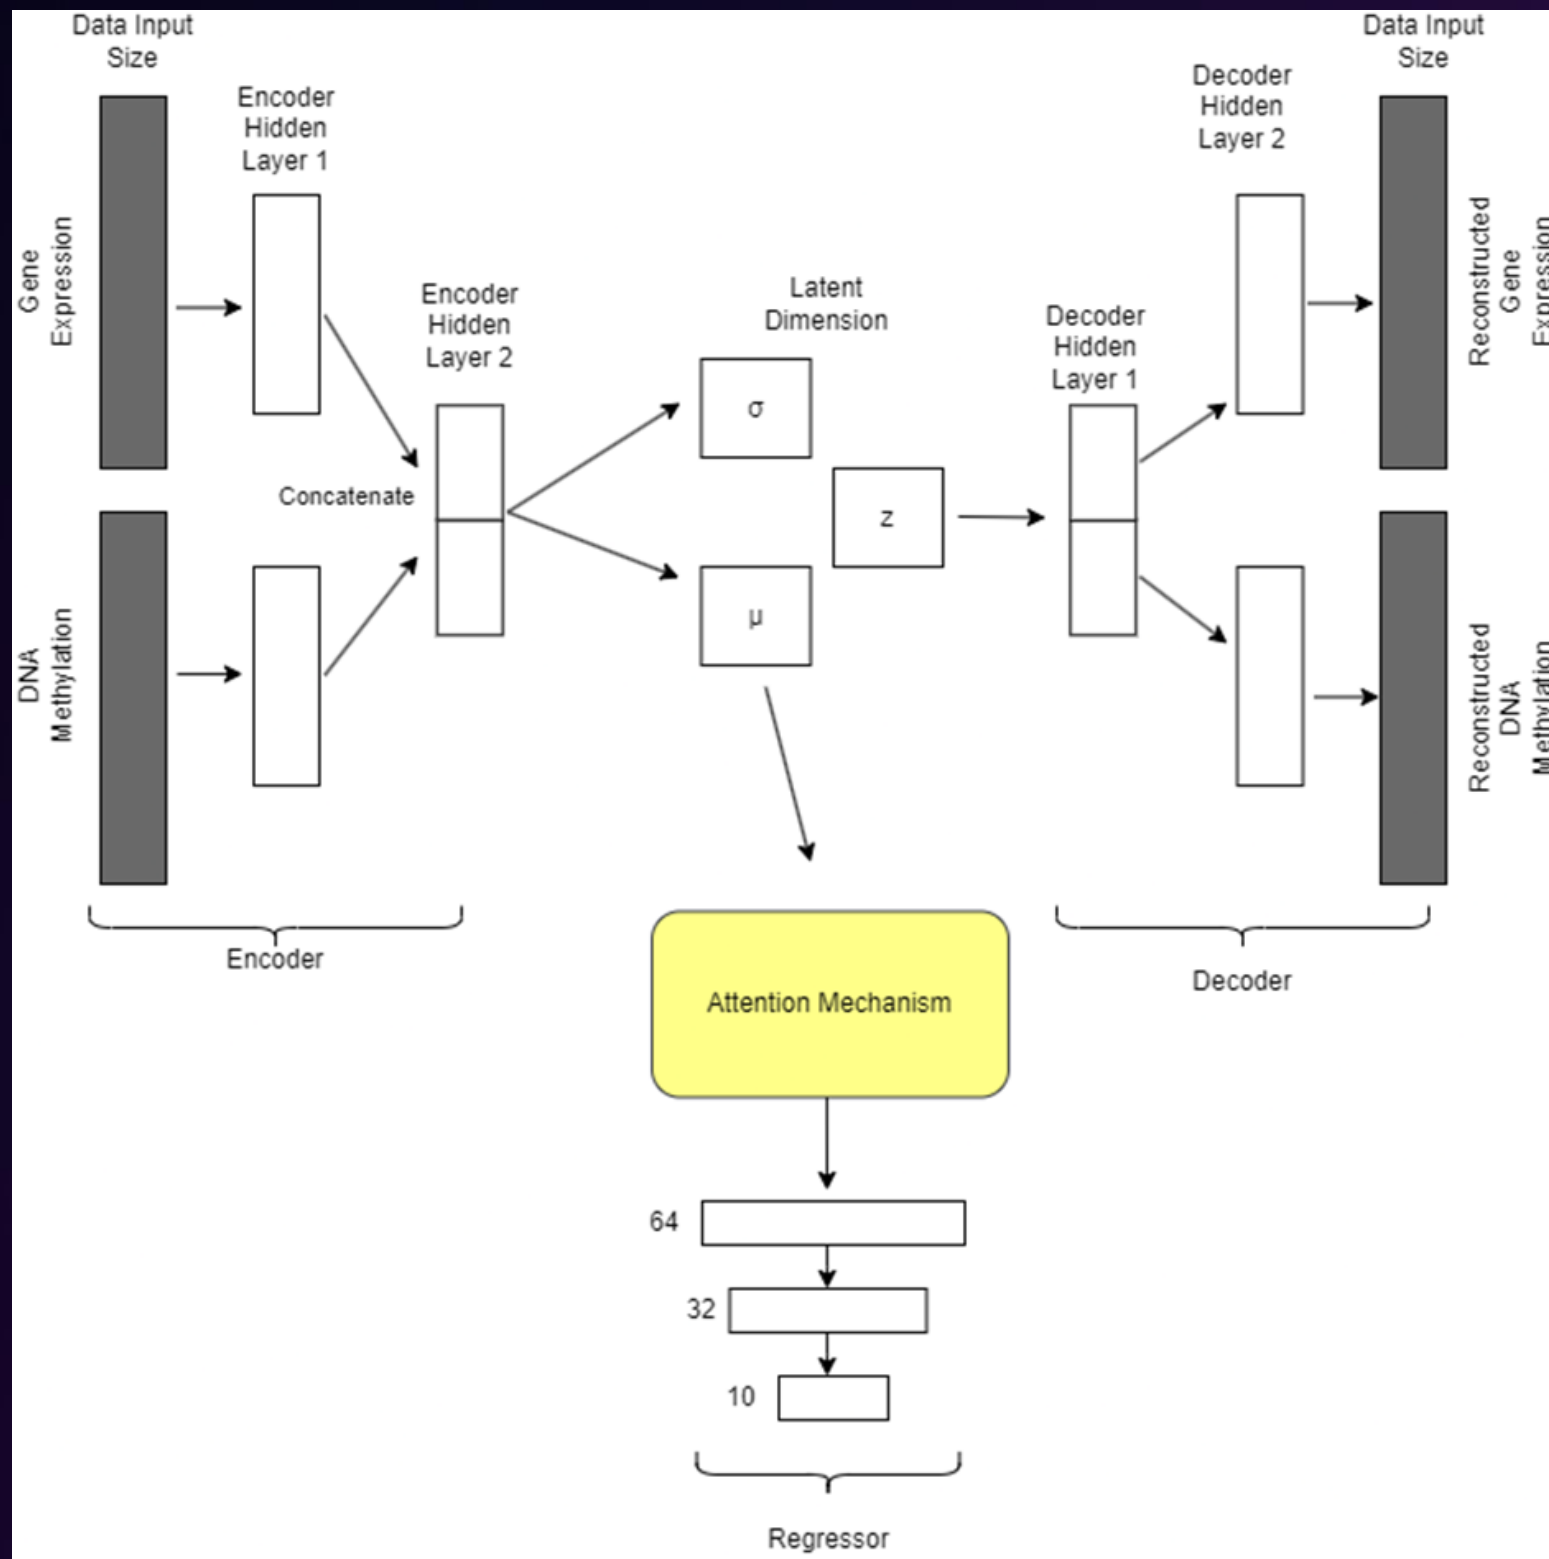 Data Input
Size
Encoder
Hidden
Layer 1
Gene
Expression
DNA
Methylation
Encoder
Hidden
Layer 2
Concatenate
Encoder
Latent
Dimension
σ
z
μ
Decoder
Hidden
Layer 1
Decoder
Hidden
Layer 2
Data Input
Size
Reconstructed
Gene
Expression
Reconstructed
DNA
Methylation
Decoder
Attention Mechanism
64
32
10
Regressor